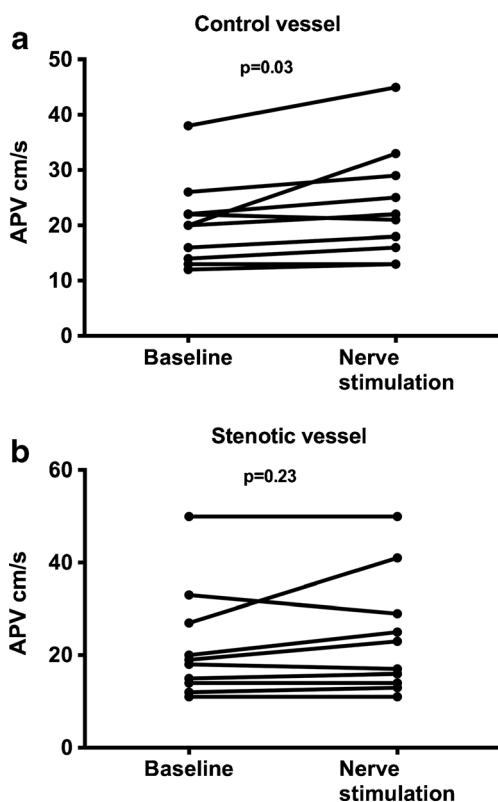 a
Control vessel
p=0.03
APV cm/s
50
40
30
20
10
0
Baseline
Nerve
stimulation
b
Stenotic vessel
p=0.23
APV cm/s
60
40
20
0
Baseline
Nerve
stimulation